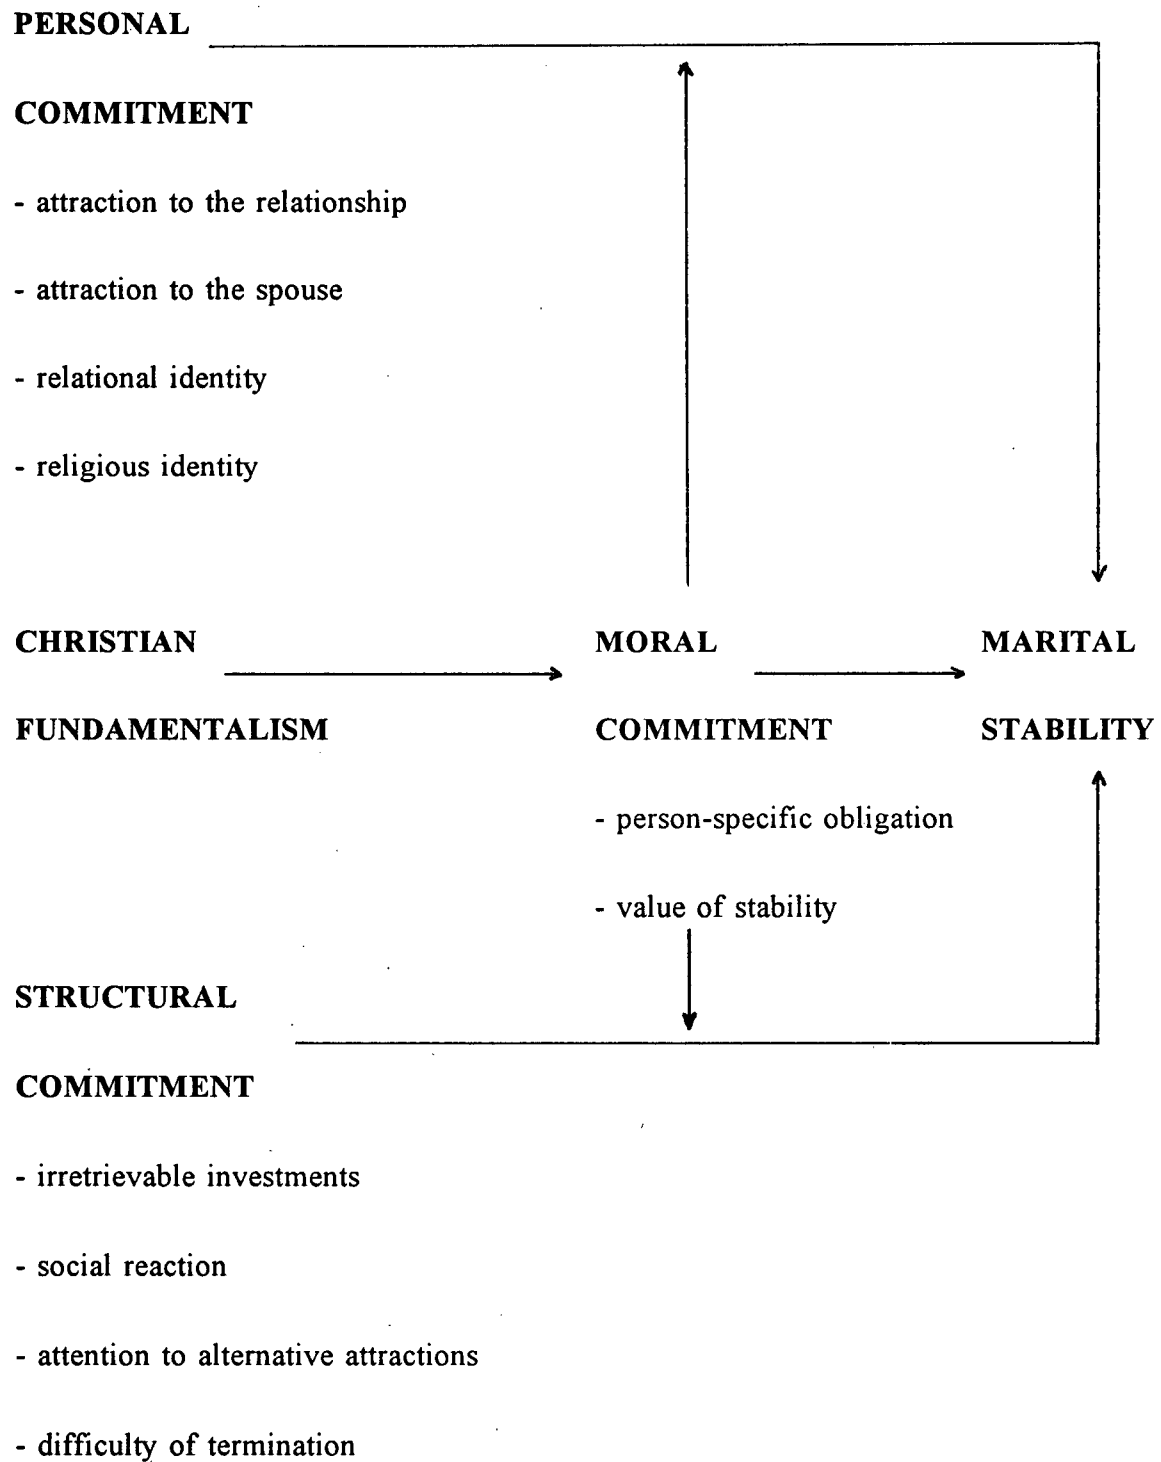 PERSONAL
COMMITMENT
- attraction to the relationship
- attraction to the spouse
- relational identity
- religious identity
CHRISTIAN
FUNDAMENTALISM
MORAL
COMMITMENT
- person-specific obligation
- value of stability
MARITAL
STABILITY
STRUCTURAL
COMMITMENT
- irretrievable investments
- social reaction
- attention to alternative attractions
- difficulty of termination